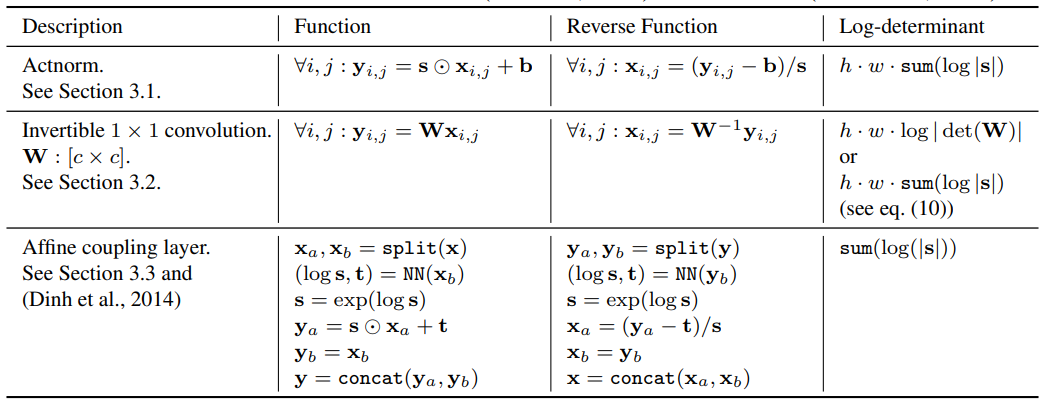 Description Function Reverse Function Log-determinant
Actnorm. ∀i, j : y_{i,j} = s ⊙ x_{i,j} + b ∀i, j : x_{i,j} = (y_{i,j} − b)/s h · w · sum(log |s|)
See Section 3.1.
Invertible 1 × 1 convolution. ∀i, j : y_{i,j} = Wx_{i,j} ∀i, j : x_{i,j} = W^{−1}y_{i,j} h · w · log | det(W)|
W : [c × c]. or
See Section 3.2. h · w · sum(log |s|)
(see eq. (10))
Affine coupling layer. x_a, x_b = split(x) y_a, y_b = split(y) sum(log(|s|))
See Section 3.3 and (log s, t) = NN(x_b) (log s, t) = NN(y_b)
(Dinh et al., 2014) s = exp(log s) s = exp(log s)
y_a = s ⊙ x_a + t x_a = (y_a − t)/s
y_b = x_b x_b = y_b
y = concat(y_a, y_b) x = concat(x_a, x_b)